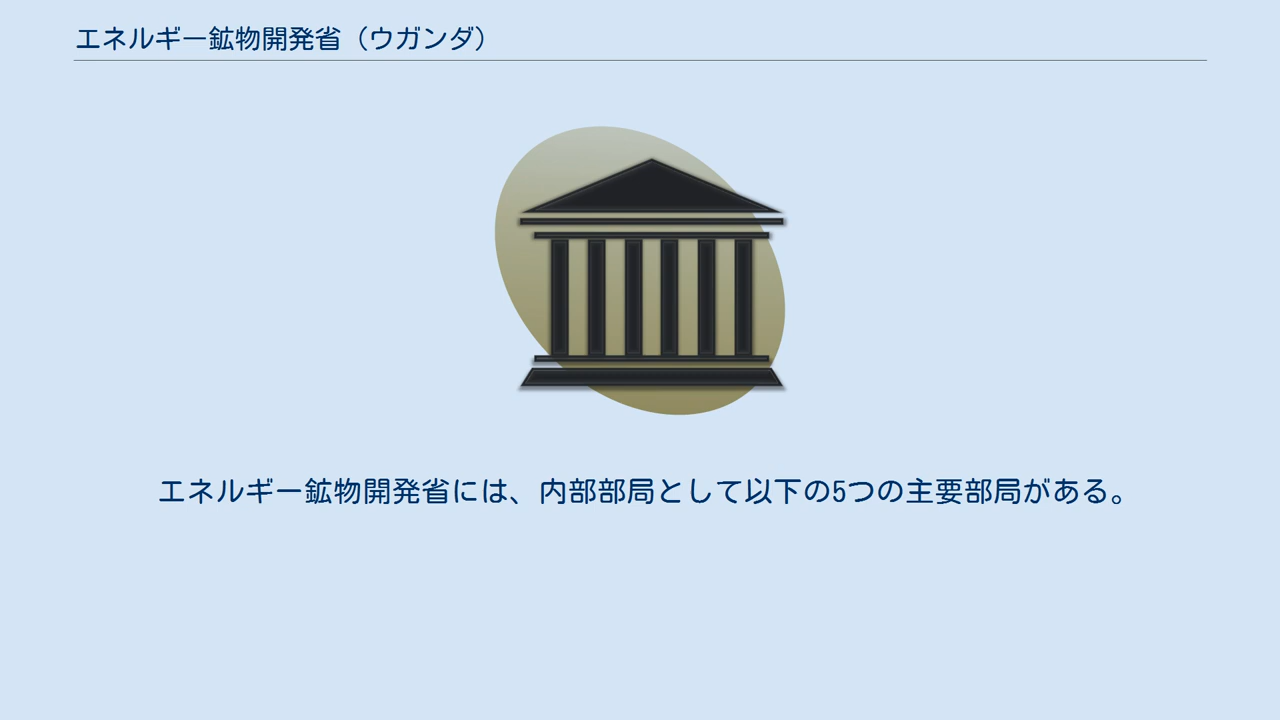 エネルギー鉱物開発省（ウガンダ）
エネルギー鉱物開発省には、内部部局として以下の5つの主要部局がある。